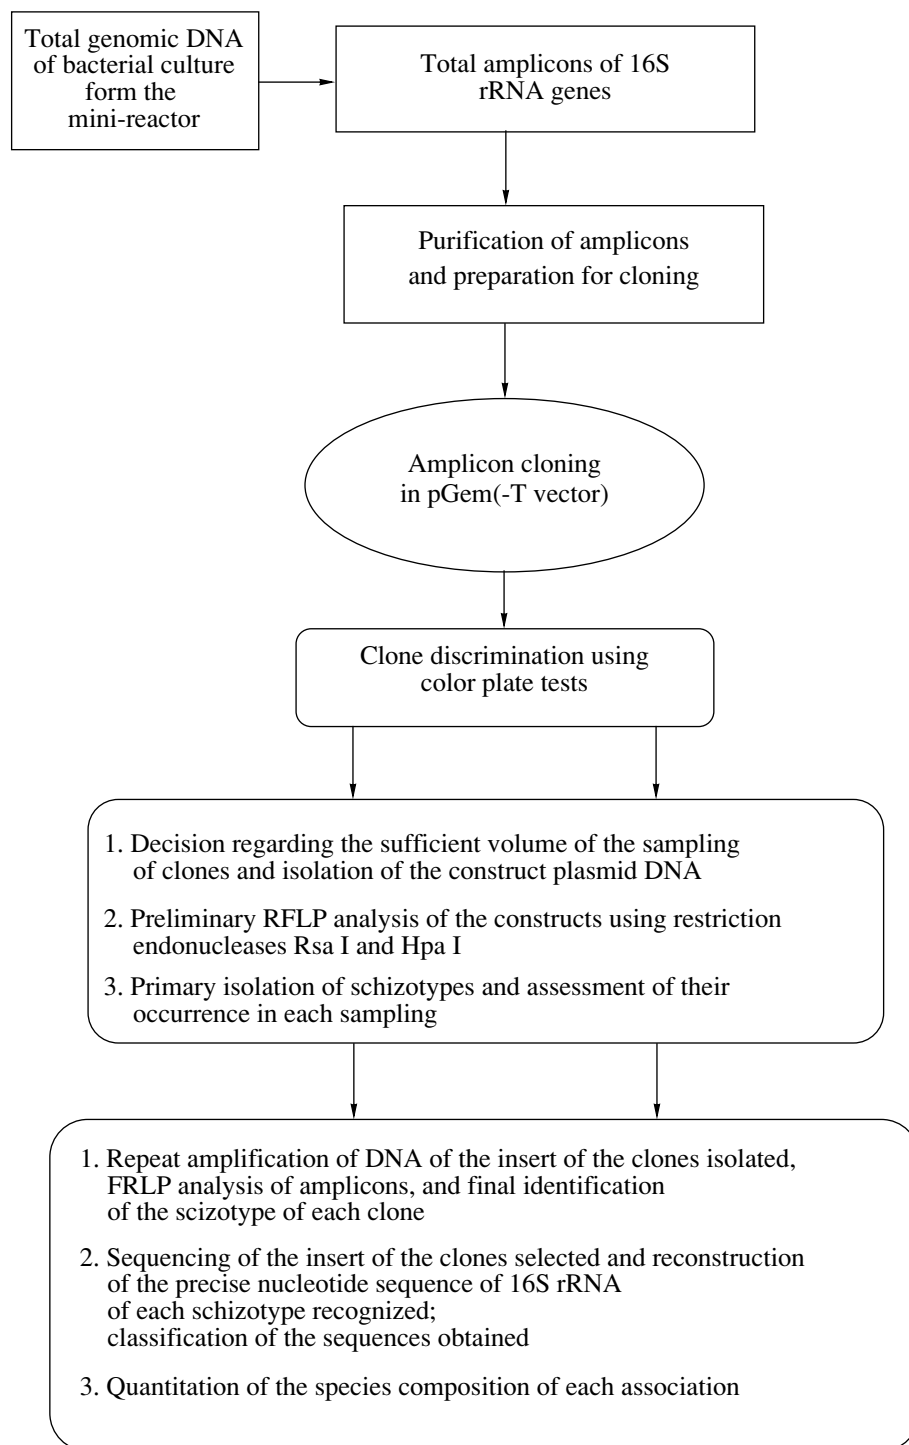 Total genomic DNA
of bacterial culture
form the
mini-reactor
Total amplicons of 16S
rRNA genes
Purification of amplicons
and preparation for cloning
Amplicon cloning
in pGem(-T vector)
Clone discrimination using
color plate tests
1. Decision regarding the sufficient volume of the sampling
of clones and isolation of the construct plasmid DNA
2. Preliminary RFLP analysis of the constructs using restriction
endonucleases Rsa I and Hpa I
3. Primary isolation of schizotypes and assessment of their
occurrence in each sampling
1. Repeat amplification of DNA of the insert of the clones isolated,
FRLP analysis of amplicons, and final identification
of the scizotype of each clone
2. Sequencing of the insert of the clones selected and reconstruction
of the precise nucleotide sequence of 16S rRNA
of each schizotype recognized;
classification of the sequences obtained
3. Quantitation of the species composition of each association